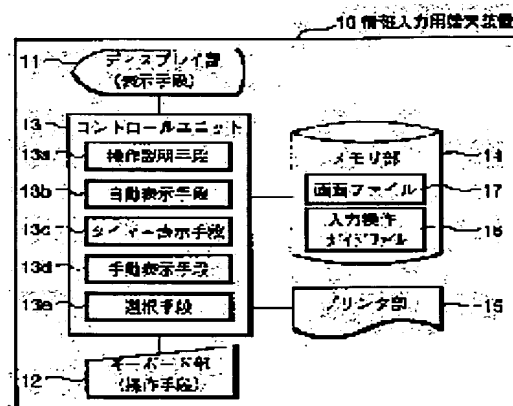 10 情報入力用端末装置
11
ディスプレイ部
(表示手段)
13
コントロールユニット
13a
操作説明手段
13b
自動表示手段
13c
タイマー表示手段
13d
手動表示手段
13e
選択手段
メモリ部
14
画面ファイル
17
入力操作
ガイドファイル
16
プリンタ部
15
12
キーボード部
(操作手段)